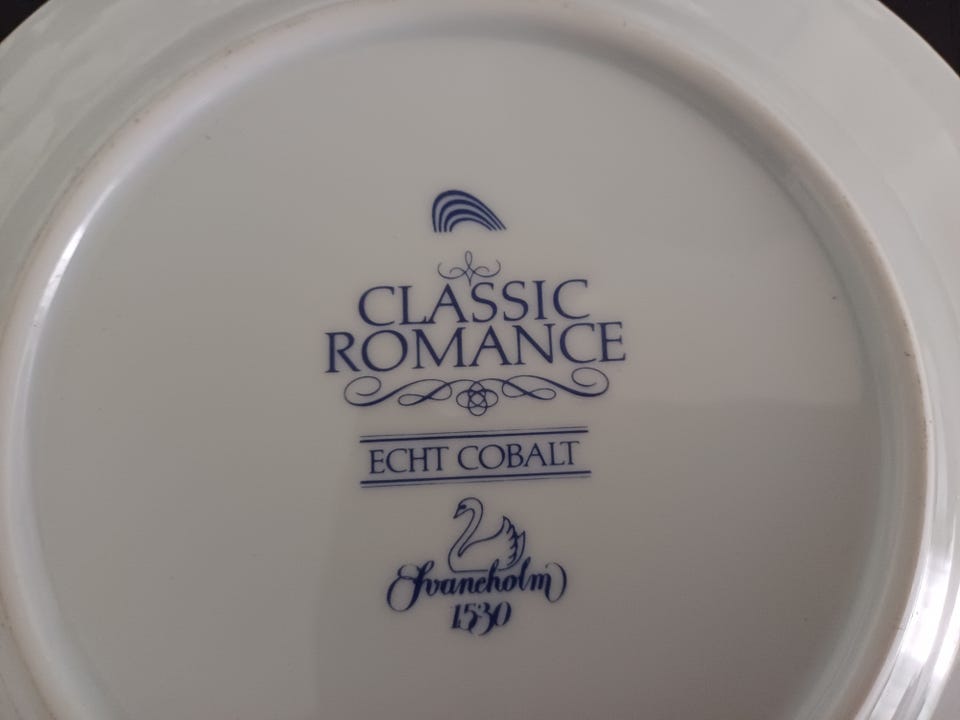 CLASSIC
ROMANCE
ECHT COBALT
Svaneholm
1530